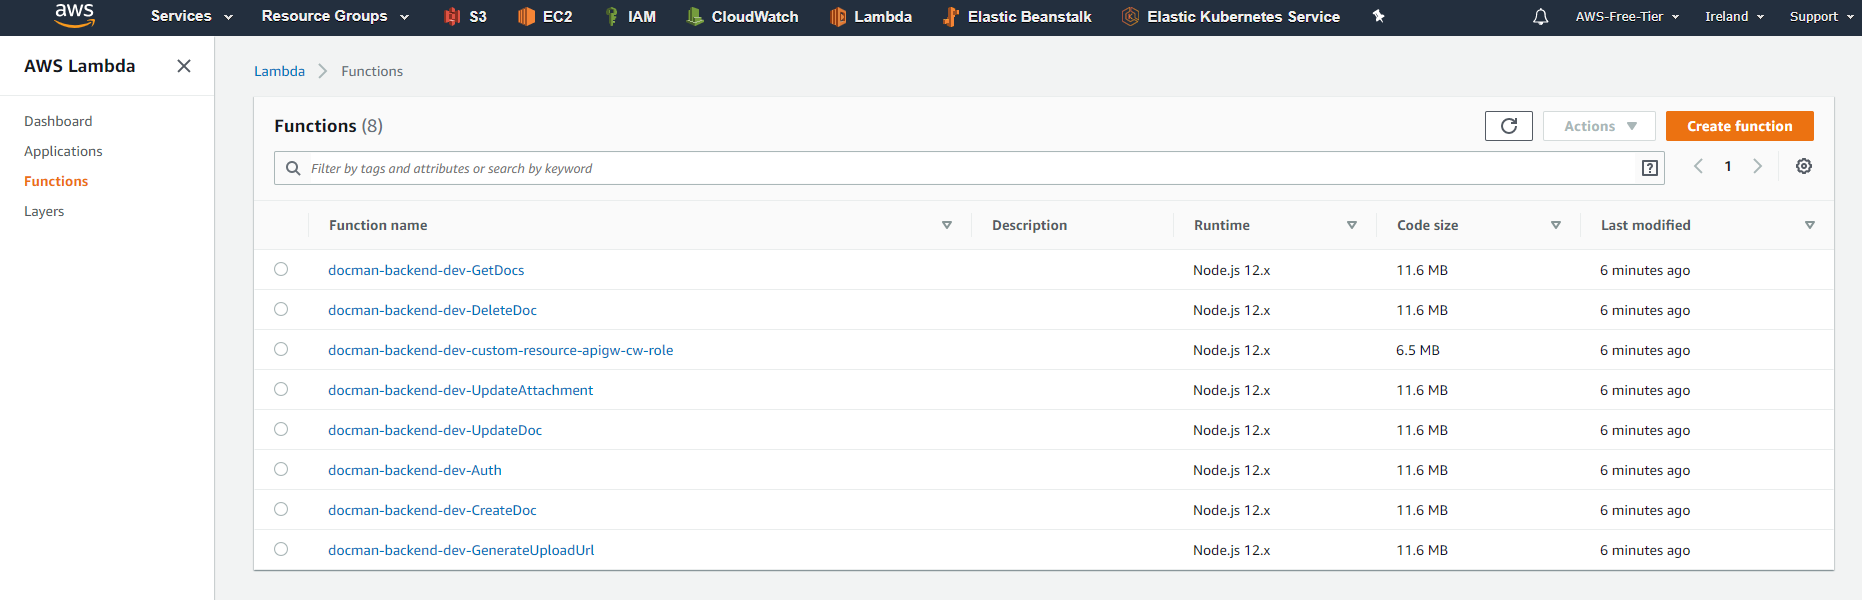 aws Services Resource Groups S3 EC2 IAM CloudWatch Lambda Elastic Beanstalk Elastic Kubernetes Service AWS-Free-Tier Ireland Support
AWS Lambda
Dashboard
Applications
Functions
Layers
Lambda Functions
Functions (8) Actions Create function
Filter by tags and attributes or search by keyword ? 1
Function name Description Runtime Code size Last modified
docman-backend-dev-GetDocs Node.js 12.x 11.6 MB 6 minutes ago
docman-backend-dev-DeleteDoc Node.js 12.x 11.6 MB 6 minutes ago
docman-backend-dev-custom-resource-apigw-cw-role Node.js 12.x 6.5 MB 6 minutes ago
docman-backend-dev-UpdateAttachment Node.js 12.x 11.6 MB 6 minutes ago
docman-backend-dev-UpdateDoc Node.js 12.x 11.6 MB 6 minutes ago
docman-backend-dev-Auth Node.js 12.x 11.6 MB 6 minutes ago
docman-backend-dev-CreateDoc Node.js 12.x 11.6 MB 6 minutes ago
docman-backend-dev-GenerateUploadUrl Node.js 12.x 11.6 MB 6 minutes ago